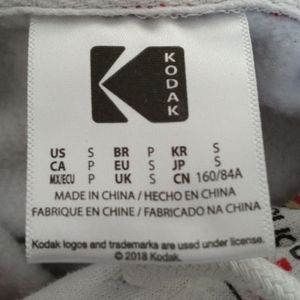 KODAK
US S BR P KR S
CA P EU S JP S
MX/ECU P UK S CN 160/84A
MADE IN CHINA / HECHO EN CHINA
FABRIQUE EN CHINE / FABRICADO NA CHINA
Kodak logos and trademarks are used under license.
© 2018 Kodak.